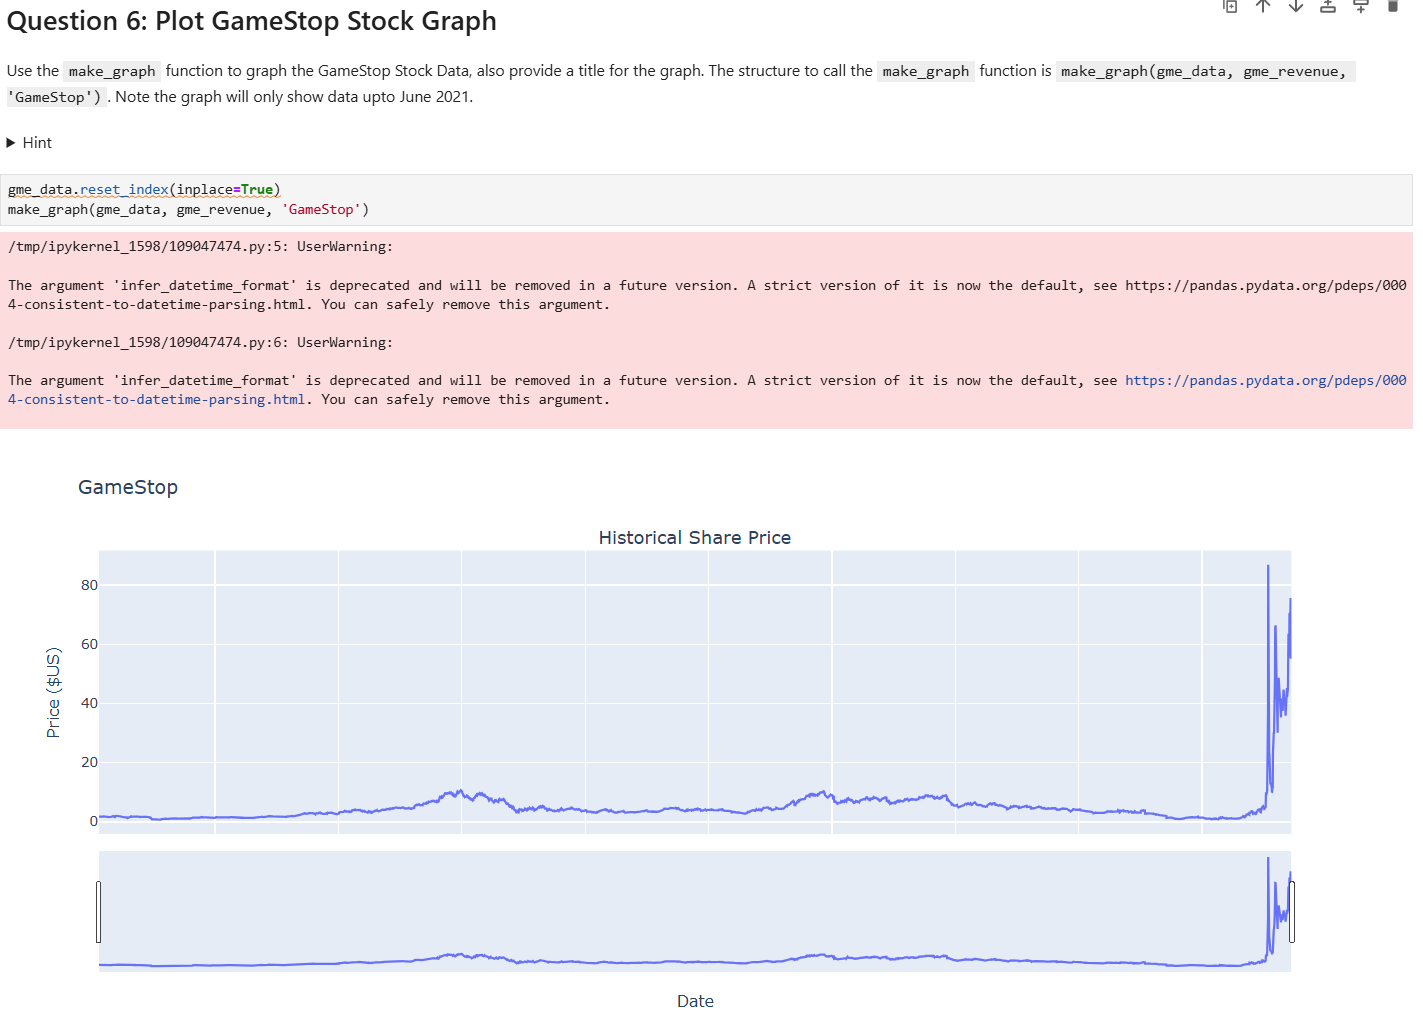 Question 6: Plot GameStop Stock Graph
Use the make_graph function to graph the GameStop Stock Data, also provide a title for the graph. The structure to call the make_graph function is make_graph(gme_data, gme_revenue,
'GameStop') . Note the graph will only show data upto June 2021.
Hint
gme_data.reset_index(inplace=True)
make_graph(gme_data, gme_revenue, 'GameStop')
/tmp/ipykernel_1598/109047474.py:5: UserWarning:
The argument 'infer_datetime_format' is deprecated and will be removed in a future version. A strict version of it is now the default, see https://pandas.pydata.org/pdeps/000
4-consistent-to-datetime-parsing.html. You can safely remove this argument.
/tmp/ipykernel_1598/109047474.py:6: UserWarning:
The argument 'infer_datetime_format' is deprecated and will be removed in a future version. A strict version of it is now the default, see https://pandas.pydata.org/pdeps/000
4-consistent-to-datetime-parsing.html. You can safely remove this argument.
GameStop
Historical Share Price
80
60
40
20
0
Price ($US)
Date